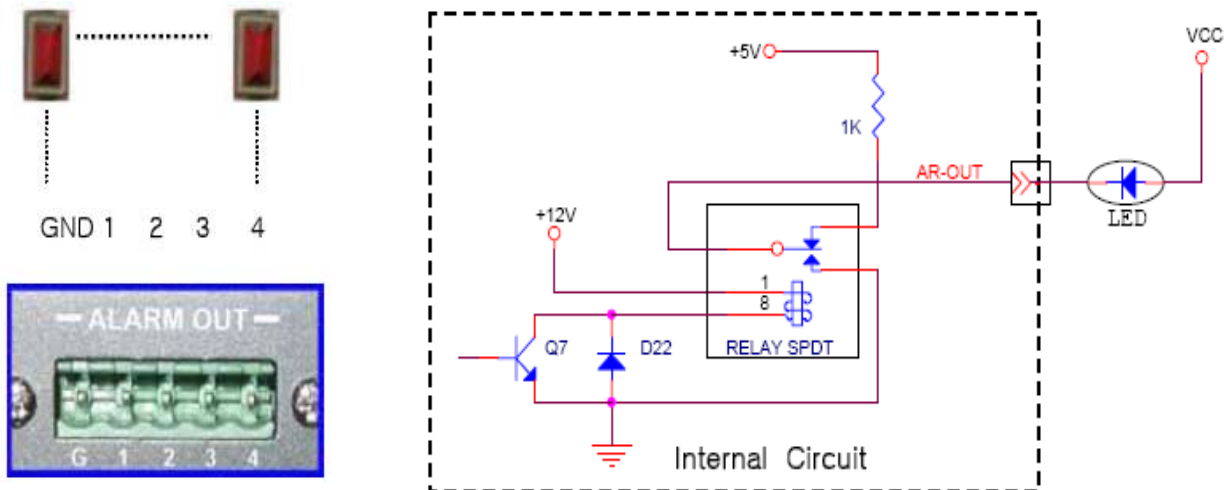 GND 1 2 3 4
ALARM OUT
G 1 2 3 4
+5V
1K
VCC
AR-OUT
LED
+12V
1
8
Q7
D22
RELAY SPDT
Internal Circuit